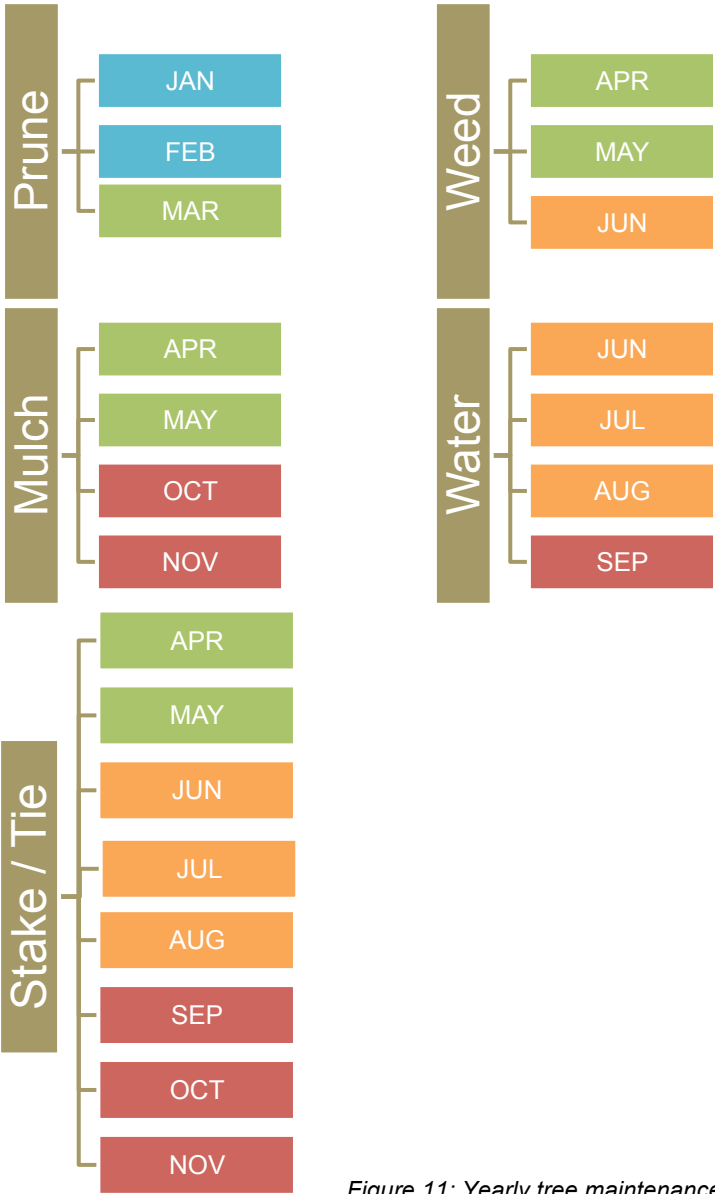 Prune
JAN
FEB
MAR
Weed
APR
MAY
JUN
Mulch
APR
MAY
OCT
NOV
Water
JUN
JUL
AUG
SEP
Stake / Tie
APR
MAY
JUN
JUL
AUG
SEP
OCT
NOV
Figure 11: Yearly tree maintenance